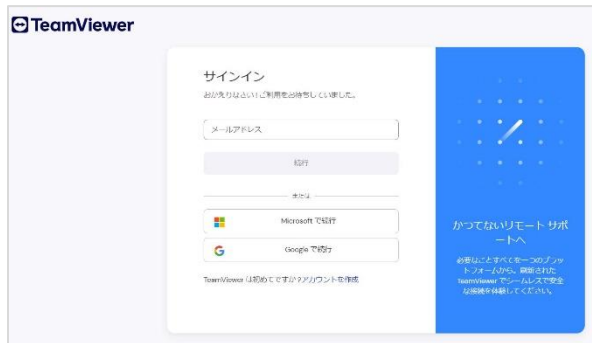 TeamViewer
サインイン
おかえりなさい！ご利用をお待ちしていました。
メールアドレス
続行
または
Microsoft で続行
Google で続行
TeamViewer は初めてですか？アカウントを作成
かつてないリモート サポ
ートへ
必要なことすべてを一つのプラッ
トフォームから。刷新された
TeamViewer でシームレスで安全
な接続を体験してください。